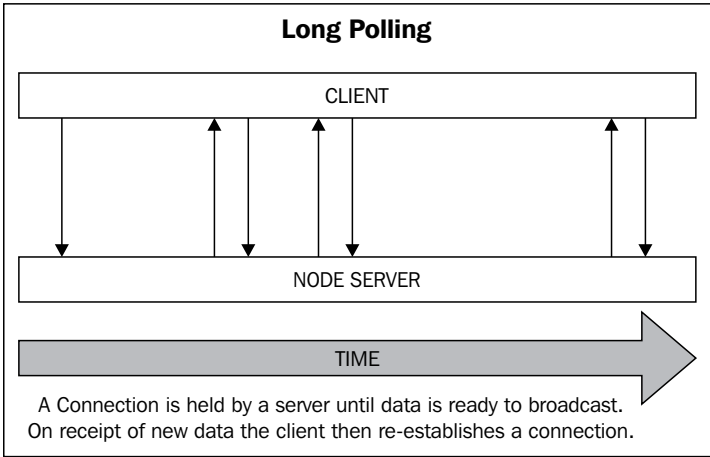 Long Polling
CLIENT
NODE SERVER
TIME
A Connection is held by a server until data is ready to broadcast.
On receipt of new data the client then re-establishes a connection.